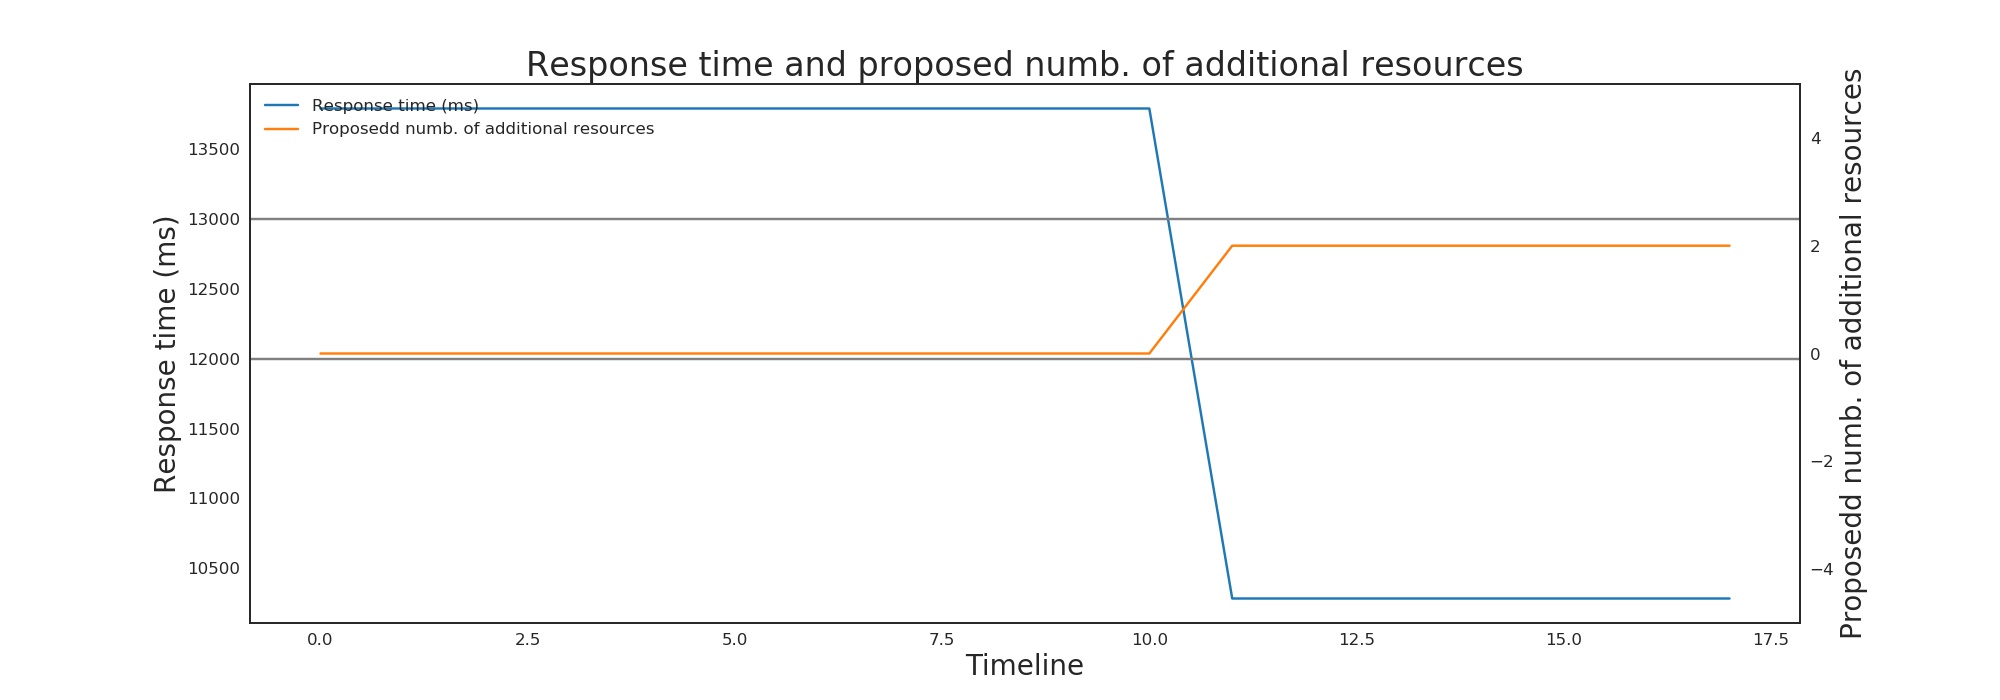 Response time and proposed numb. of additional resources
Response time (ms)
Proposedd numb. of additional resources
Response time (ms)
13500
13000
12500
12000
11500
11000
10500
4
2
0
−2
−4
Proposedd numb. of additional resources
0.0 2.5 5.0 7.5 10.0 12.5 15.0 17.5
Timeline